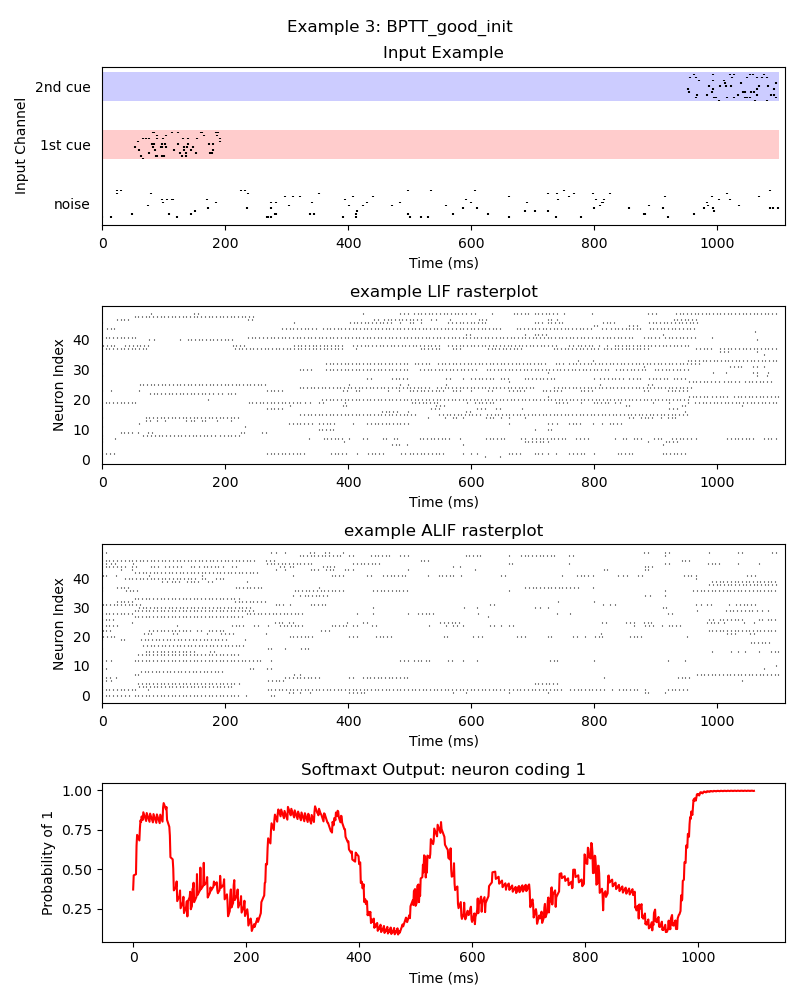 Example 3: BPTT_good_init
Input Example
Input Channel
2nd cue
1st cue
noise
0 200 400 600 800 1000
Time (ms)
example LIF rasterplot
Neuron Index
40
30
20
10
0
0 200 400 600 800 1000
Time (ms)
example ALIF rasterplot
Neuron Index
40
30
20
10
0
0 200 400 600 800 1000
Time (ms)
Softmaxt Output: neuron coding 1
Probability of 1
1.00
0.75
0.50
0.25
0 200 400 600 800 1000
Time (ms)